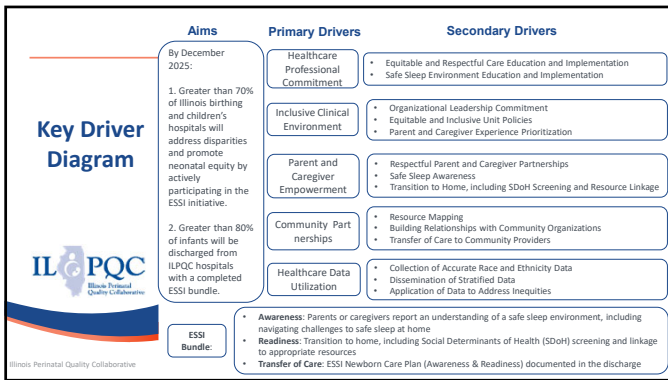 Key Driver
Diagram
IL PQC
Illinois Perinatal
Quality Collaborative
Illinois Perinatal Quality Collaborative
Aims
By December
2025:
1. Greater than 70%
of Illinois birthing
and children's
hospitals will
address disparities
and promote
neonatal equity by
actively
participating in the
ESSI initiative.
2. Greater than 80%
of infants will be
discharged from
ILPQC hospitals
with a completed
ESSI bundle.
Primary Drivers
Secondary Drivers
Healthcare
Professional
Commitment
• Equitable and Respectful Care Education and Implementation
• Safe Sleep Environment Education and Implementation
Inclusive Clinical
Environment
• Organizational Leadership Commitment
• Equitable and Inclusive Unit Policies
• Parent and Caregiver Experience Prioritization
Parent and
Caregiver
Empowerment
• Respectful Parent and Caregiver Partnerships
• Safe Sleep Awareness
• Transition to Home, including SDoH Screening and Resource Linkage
Community Part
nerships
• Resource Mapping
• Building Relationships with Community Organizations
• Transfer of Care to Community Providers
Healthcare Data
Utilization
• Collection of Accurate Race and Ethnicity Data
• Dissemination of Stratified Data
• Application of Data to Address Inequities
ESSI
Bundle:
• Awareness: Parents or caregivers report an understanding of a safe sleep environment, including
navigating challenges to safe sleep at home
• Readiness: Transition to home, including Social Determinants of Health (SDoH) screening and linkage
to appropriate resources
• Transfer of Care: ESSI Newborn Care Plan (Awareness & Readiness) documented in the discharge